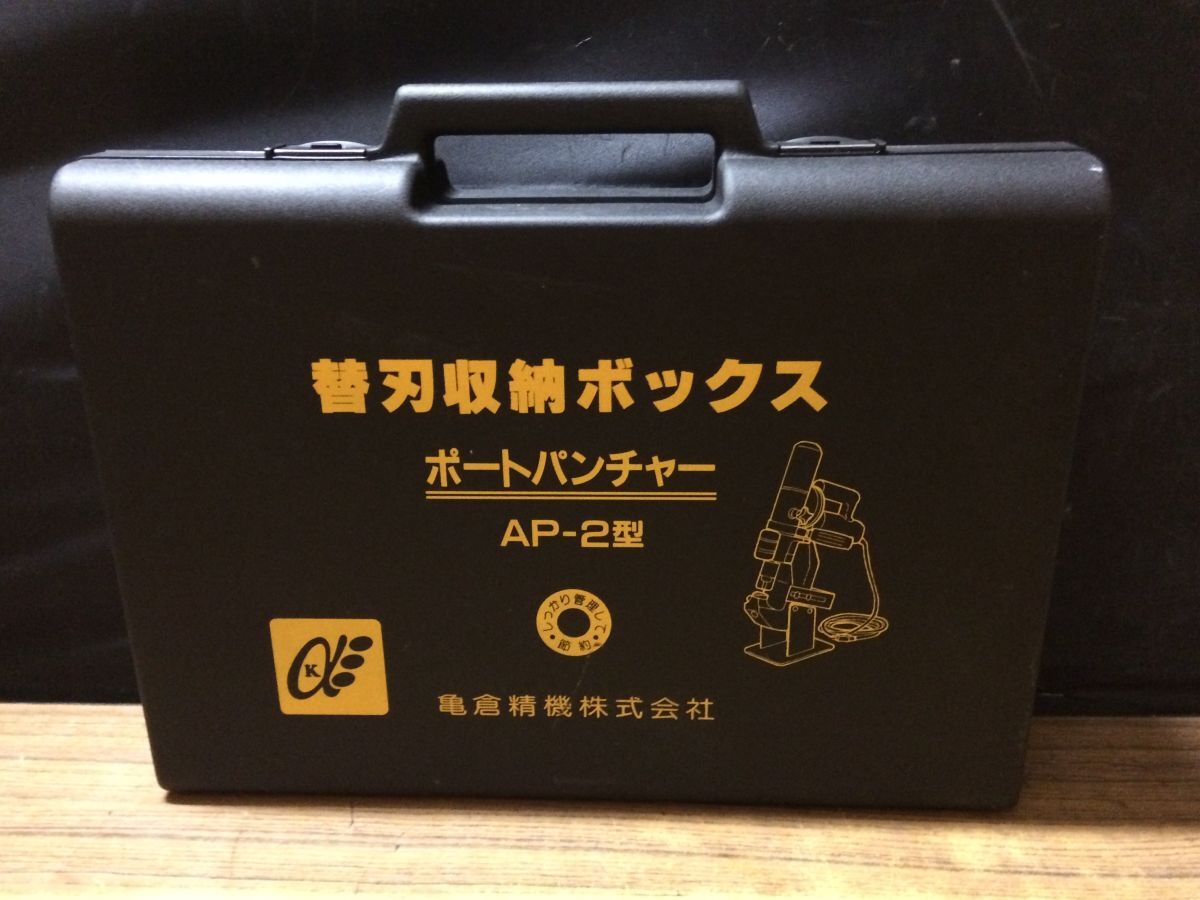 替刃収納ボックス
ポートパンチャー
AP-2型
・しっかり管理して・
節約
K
亀倉精機株式会社